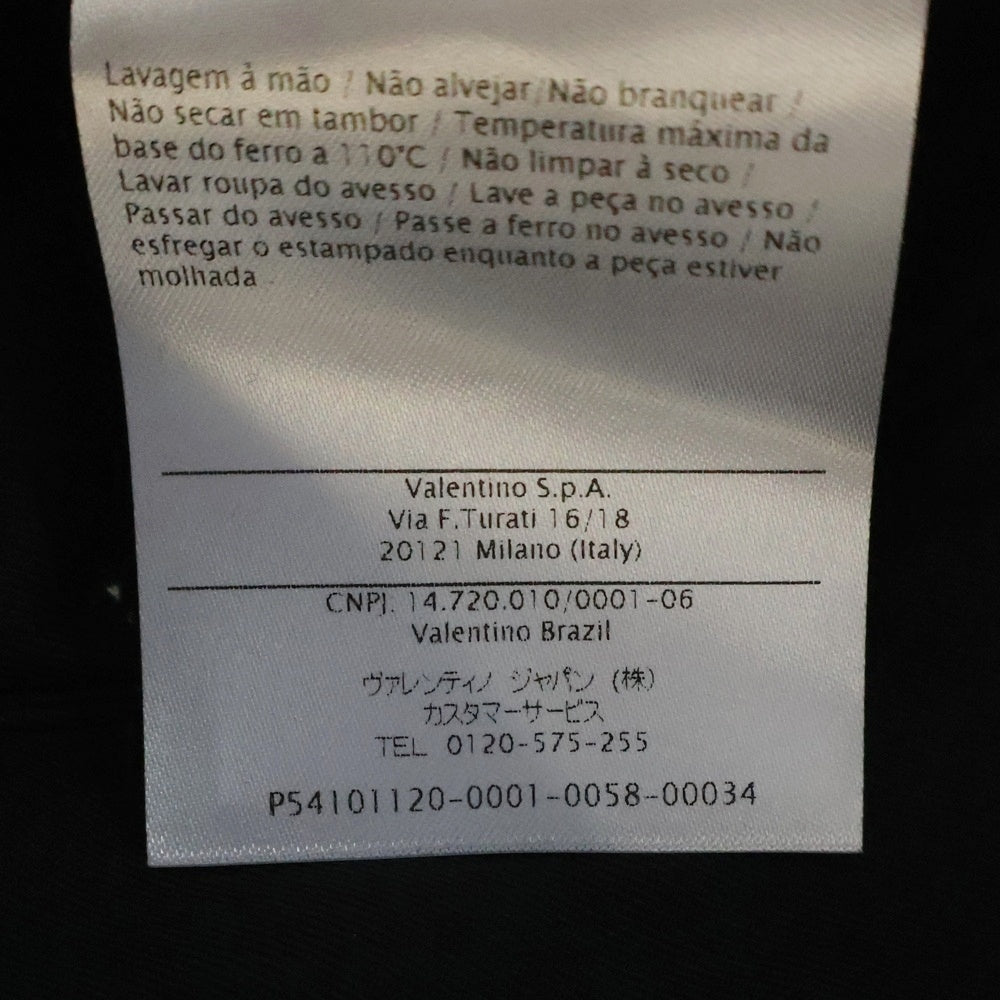 Lavagem à mão / Não alvejar/Não branquear /
Não secar em tambor / Temperatura máxima da
base do ferro a 110°C / Não limpar à seco /
Lavar roupa do avesso / Lave a peça no avesso /
Passar do avesso / Passe a ferro no avesso / Não
esfregar o estampado enquanto a peça estiver
molhada
Valentino S.p.A.
Via F.Turati 16/18
20121 Milano (Italy)
CNPJ. 14.720.010/0001-06
Valentino Brazil
ヴァレンティノ ジャパン (株)
カスタマーサービス
TEL 0120-575-255
P54101120-0001-0058-00034